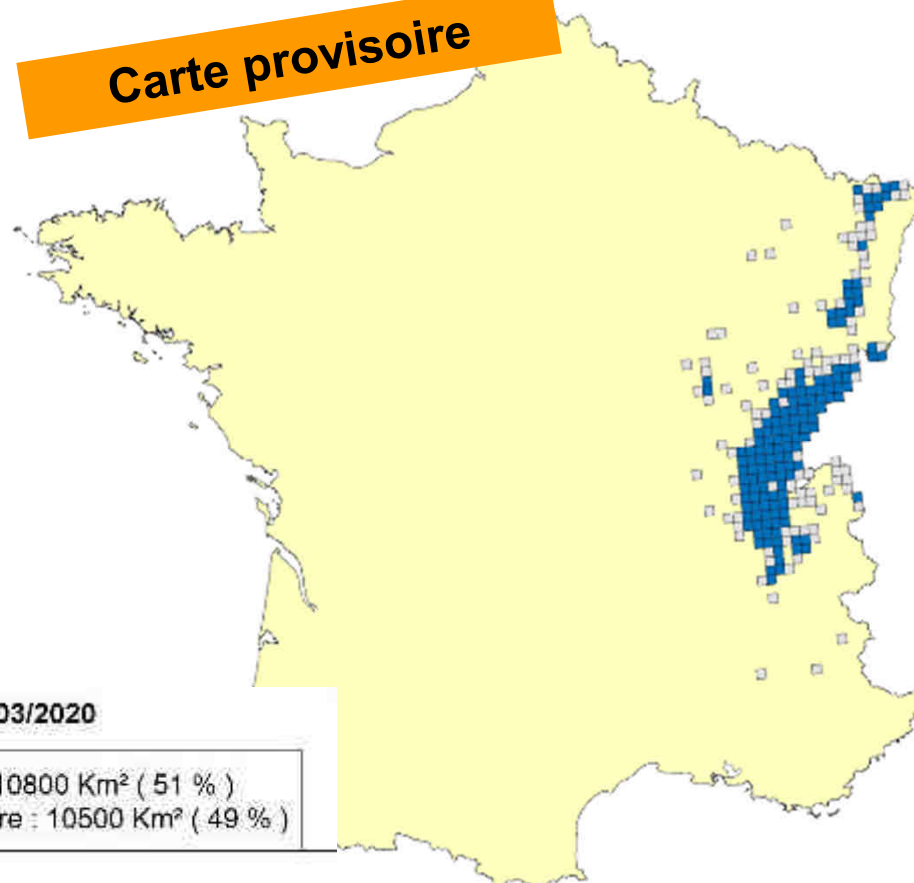 Carte provisoire
03/2020
10800 Km² ( 51 % )
re : 10500 Km² ( 49 % )